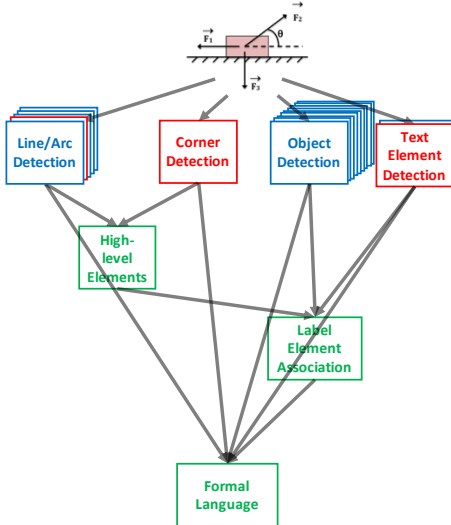 F₂
F₁
θ
F₃
Line/Arc
Detection
Corner
Detection
Object
Detection
Text
Element
Detection
High-
level
Elements
Label
Element
Association
Formal
Language